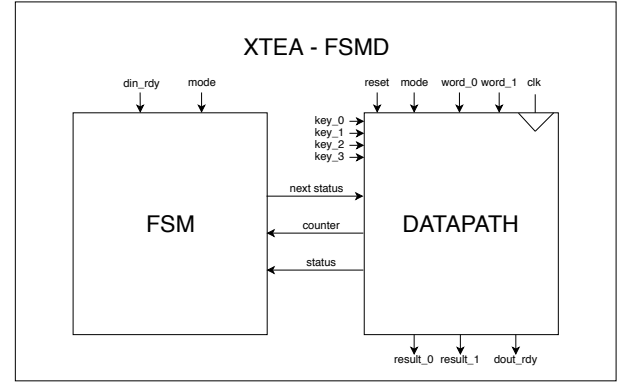 XTEA - FSMD
din_rdy mode reset mode word_0 word_1 clk
key_0
key_1
key_2
key_3
next status
FSM DATAPATH
counter
status
result_0 result_1 dout_rdy